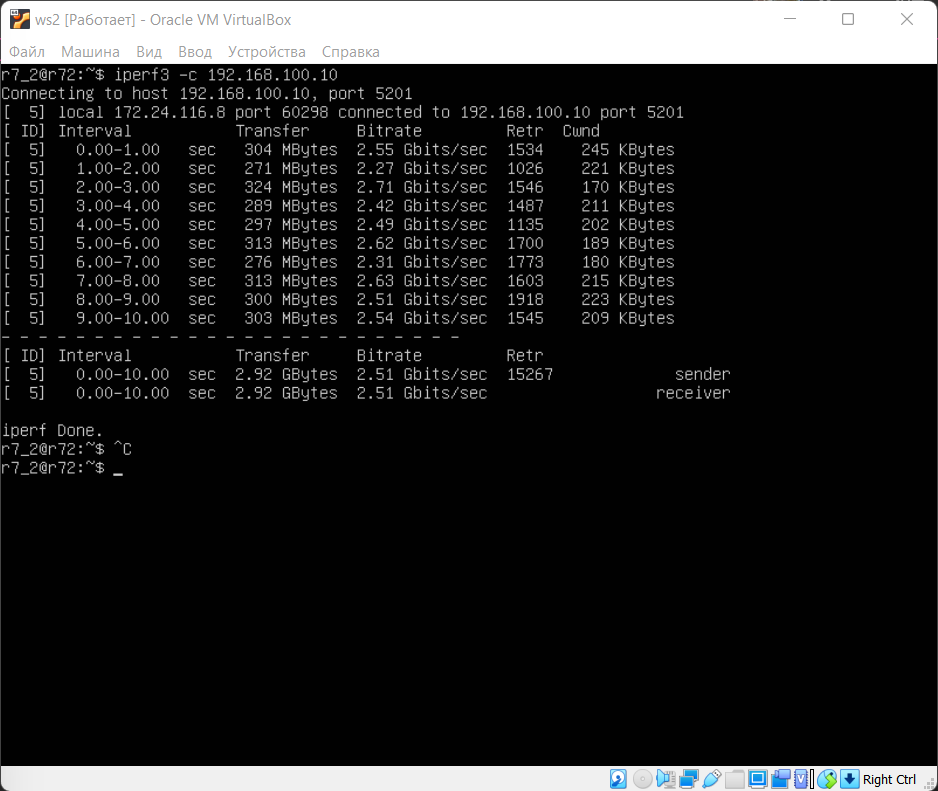 ws2 [Работает] - Oracle VM VirtualBox
Файл Машина Вид Ввод Устройства Справка
r7_2@r72:~$ iperf3 -c 192.168.100.10
Connecting to host 192.168.100.10, port 5201
[  5] local 172.24.116.8 port 60298 connected to 192.168.100.10 port 5201
[ ID] Interval           Transfer     Bitrate         Retr  Cwnd
[  5]   0.00-1.00   sec   304 MBytes  2.55 Gbits/sec  1534    245 KBytes
[  5]   1.00-2.00   sec   271 MBytes  2.27 Gbits/sec  1026    221 KBytes
[  5]   2.00-3.00   sec   324 MBytes  2.71 Gbits/sec  1546    170 KBytes
[  5]   3.00-4.00   sec   289 MBytes  2.42 Gbits/sec  1487    211 KBytes
[  5]   4.00-5.00   sec   297 MBytes  2.49 Gbits/sec  1135    202 KBytes
[  5]   5.00-6.00   sec   313 MBytes  2.62 Gbits/sec  1700    189 KBytes
[  5]   6.00-7.00   sec   276 MBytes  2.31 Gbits/sec  1773    180 KBytes
[  5]   7.00-8.00   sec   313 MBytes  2.63 Gbits/sec  1603    215 KBytes
[  5]   8.00-9.00   sec   300 MBytes  2.51 Gbits/sec  1918    223 KBytes
[  5]   9.00-10.00  sec   303 MBytes  2.54 Gbits/sec  1545    209 KBytes
- - - - - - - - - - - - - - - - - - - - - - - - -
[ ID] Interval           Transfer     Bitrate         Retr
[  5]   0.00-10.00  sec  2.92 GBytes  2.51 Gbits/sec  15267             sender
[  5]   0.00-10.00  sec  2.92 GBytes  2.51 Gbits/sec                  receiver
iperf Done.
r7_2@r72:~$ ^C
r7_2@r72:~$ _
Right Ctrl